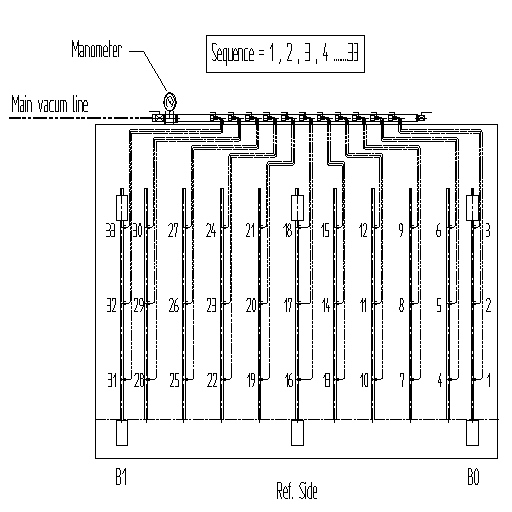 Manometer
Sequence = 1 , 2 , 3 , 4 .......33
Main vacum line
33 30 27 24 21 18 15 12 9 6 3
32 29 26 23 20 17 14 11 8 5 2
31 28 25 22 19 16 13 10 7 4 1
B1 B0
Ref. Side